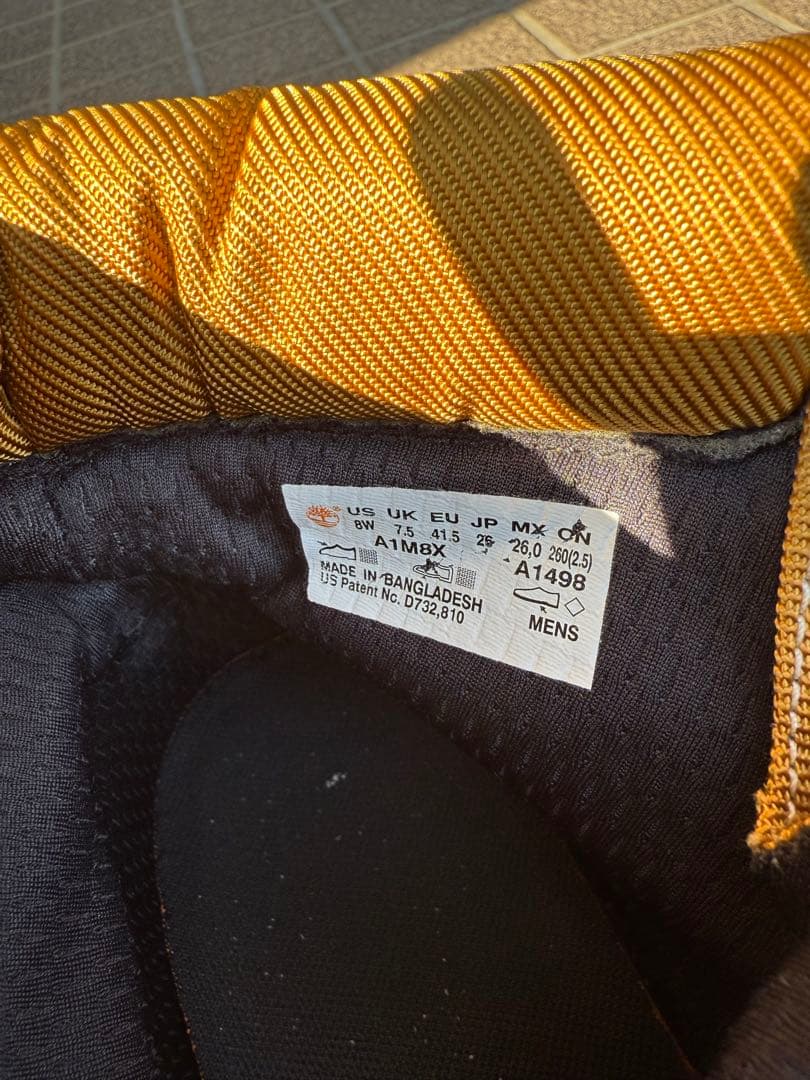 US UK EU JP MX CN
8W 7.5 41.5 26 26,0 260(2.5)
A1M8X A1498
MADE IN BANGLADESH
US Patent No. D732,810
MENS